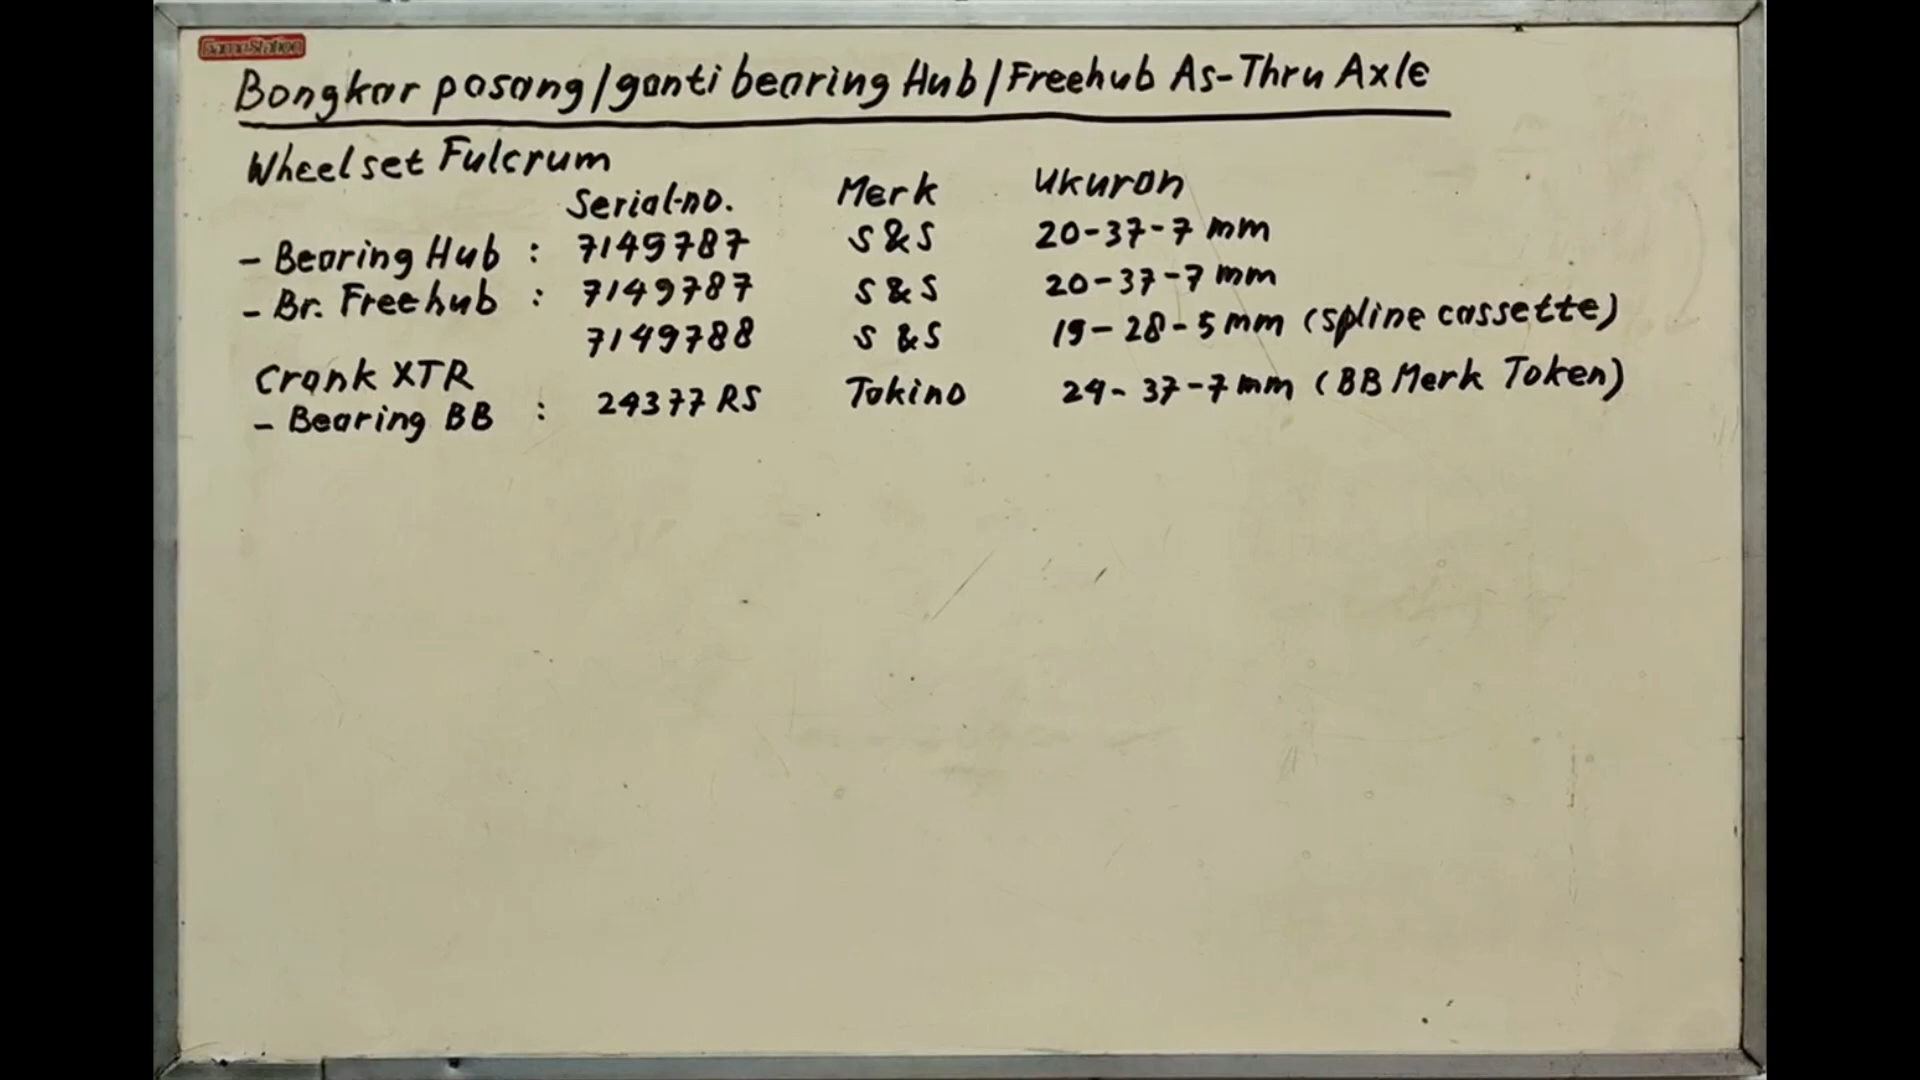 GameStation
Bongkar pasang/ganti bearing Hub/Freehub As-Thru Axle
Wheelset Fulcrum
Serial-no. Merk Ukuran
- Bearing Hub : 7149787 S&S 20-37-7 mm
- Br. Freehub : 7149787 S&S 20-37-7 mm
7149788 S&S 19-28-5 mm (spline cassette)
Crank XTR
- Bearing BB : 24377 RS Takino 24-37-7 mm (BB Merk Token)